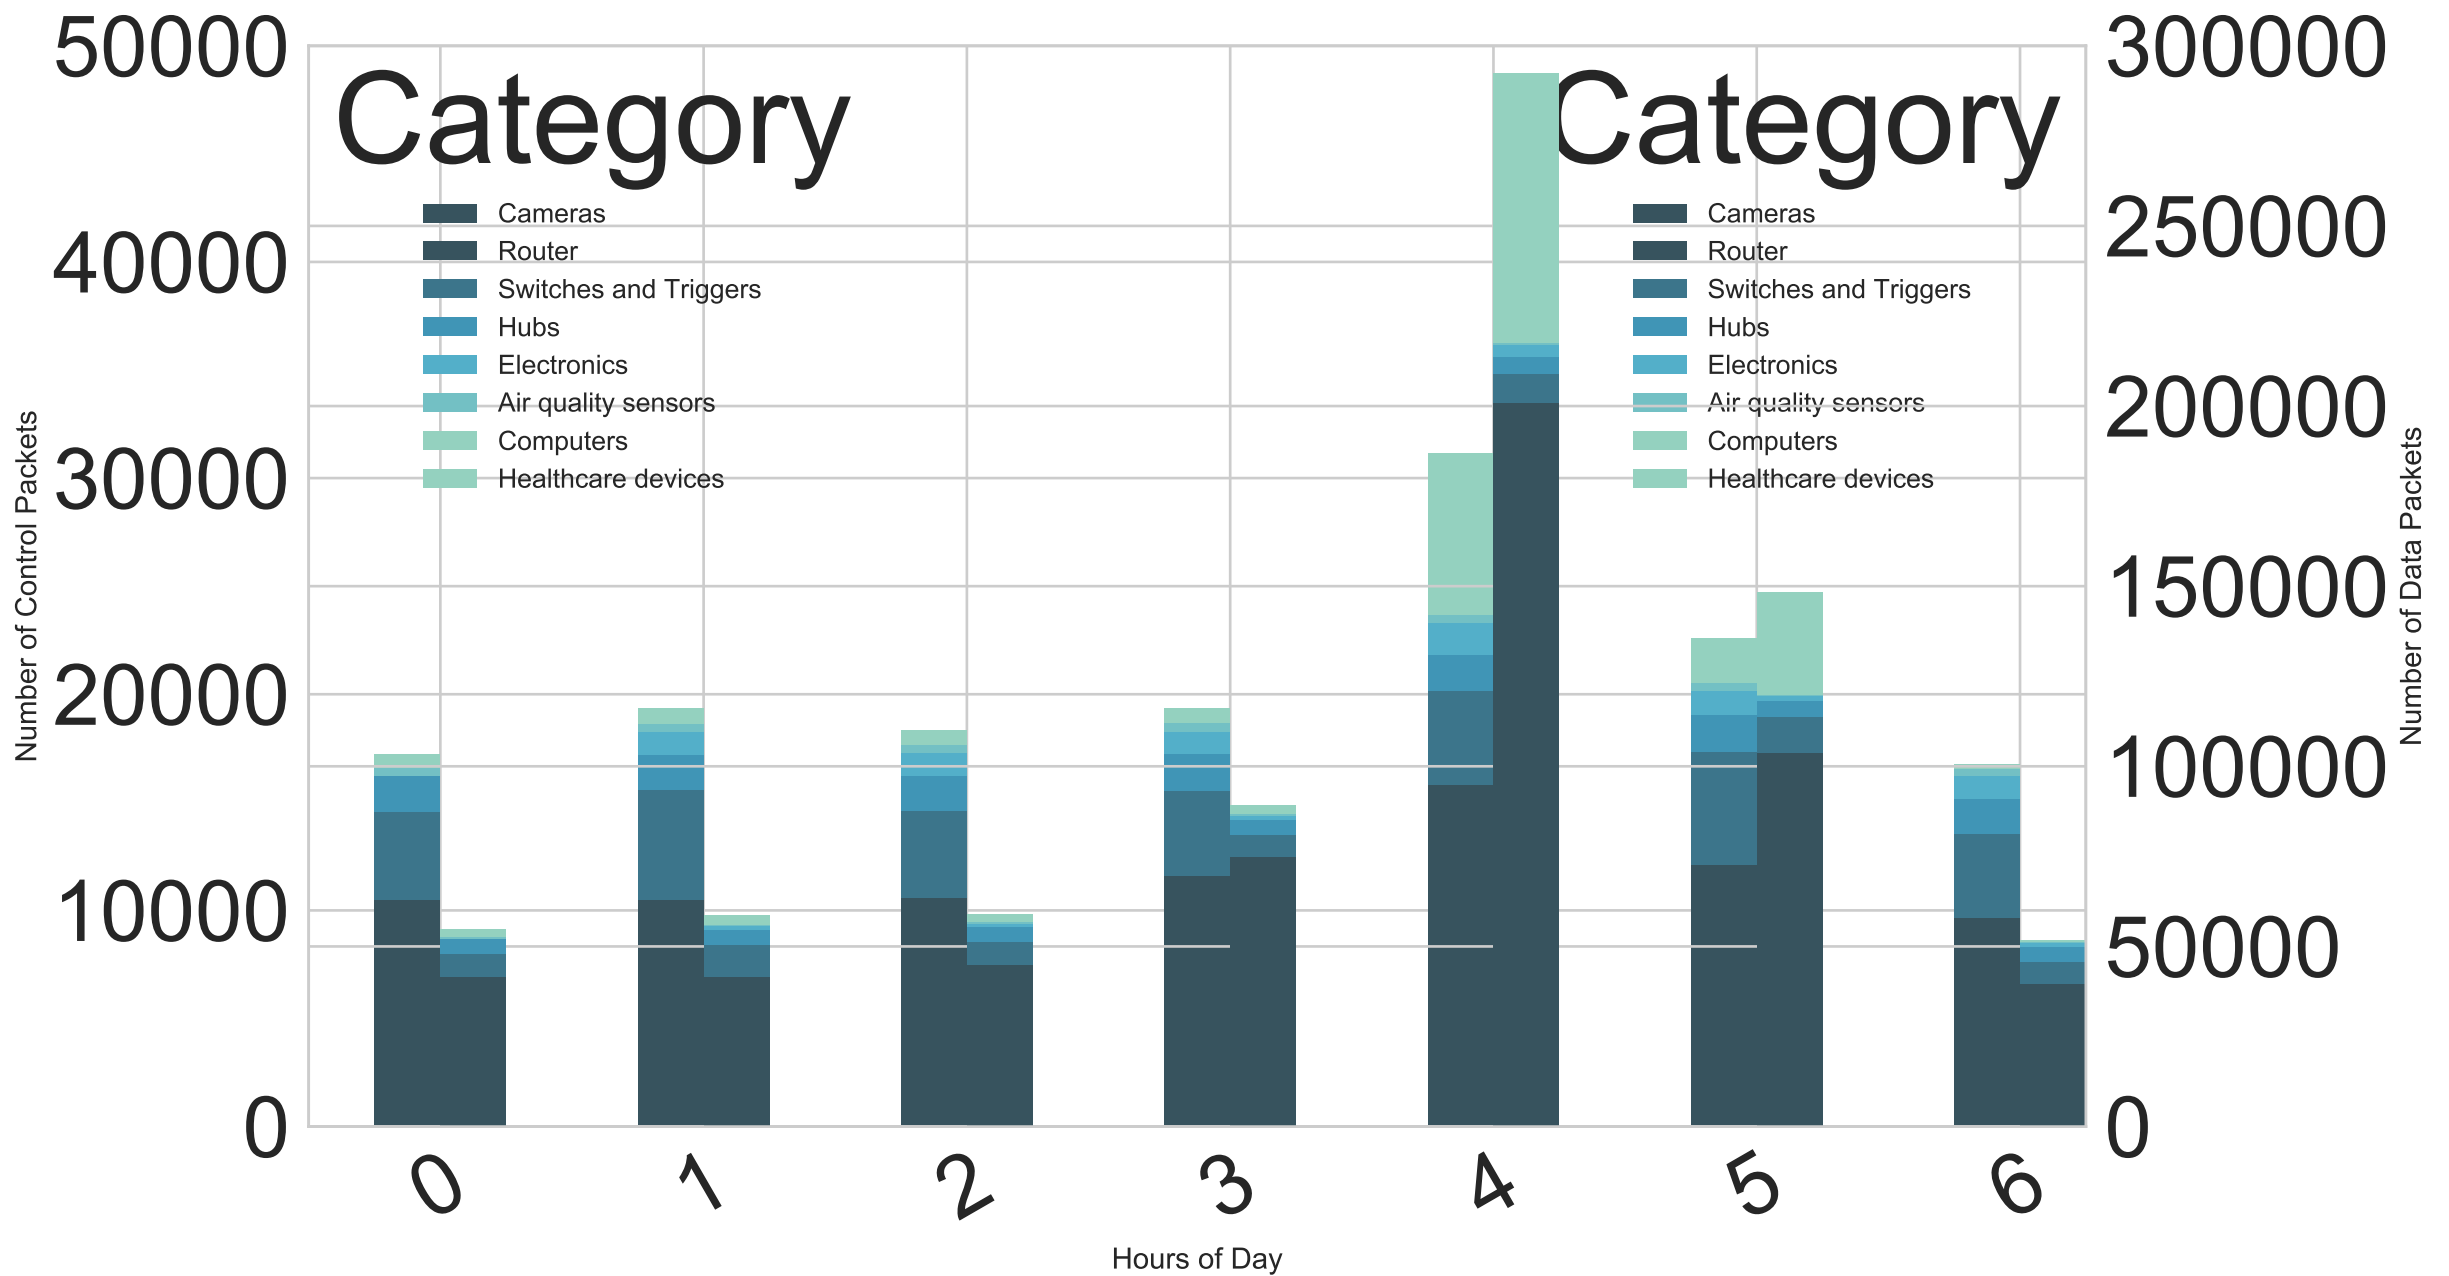 50000
40000
30000
20000
10000
0
Number of Control Packets
Category
Cameras
Router
Switches and Triggers
Hubs
Electronics
Air quality sensors
Computers
Healthcare devices
Category
Cameras
Router
Switches and Triggers
Hubs
Electronics
Air quality sensors
Computers
Healthcare devices
300000
250000
200000
150000
100000
50000
0
Number of Data Packets
0 1 2 3 4 5 6
Hours of Day